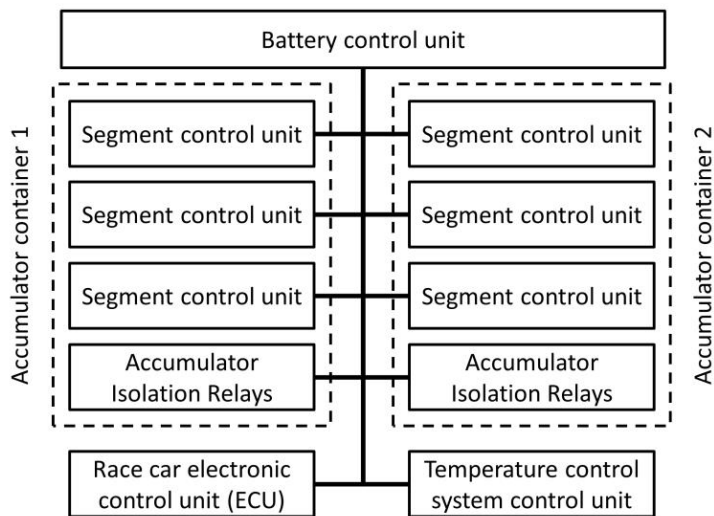 Battery control unit
Accumulator container 1
Segment control unit
Segment control unit
Segment control unit
Accumulator
Isolation Relays
Segment control unit
Segment control unit
Segment control unit
Accumulator
Isolation Relays
Accumulator container 2
Race car electronic
control unit (ECU)
Temperature control
system control unit